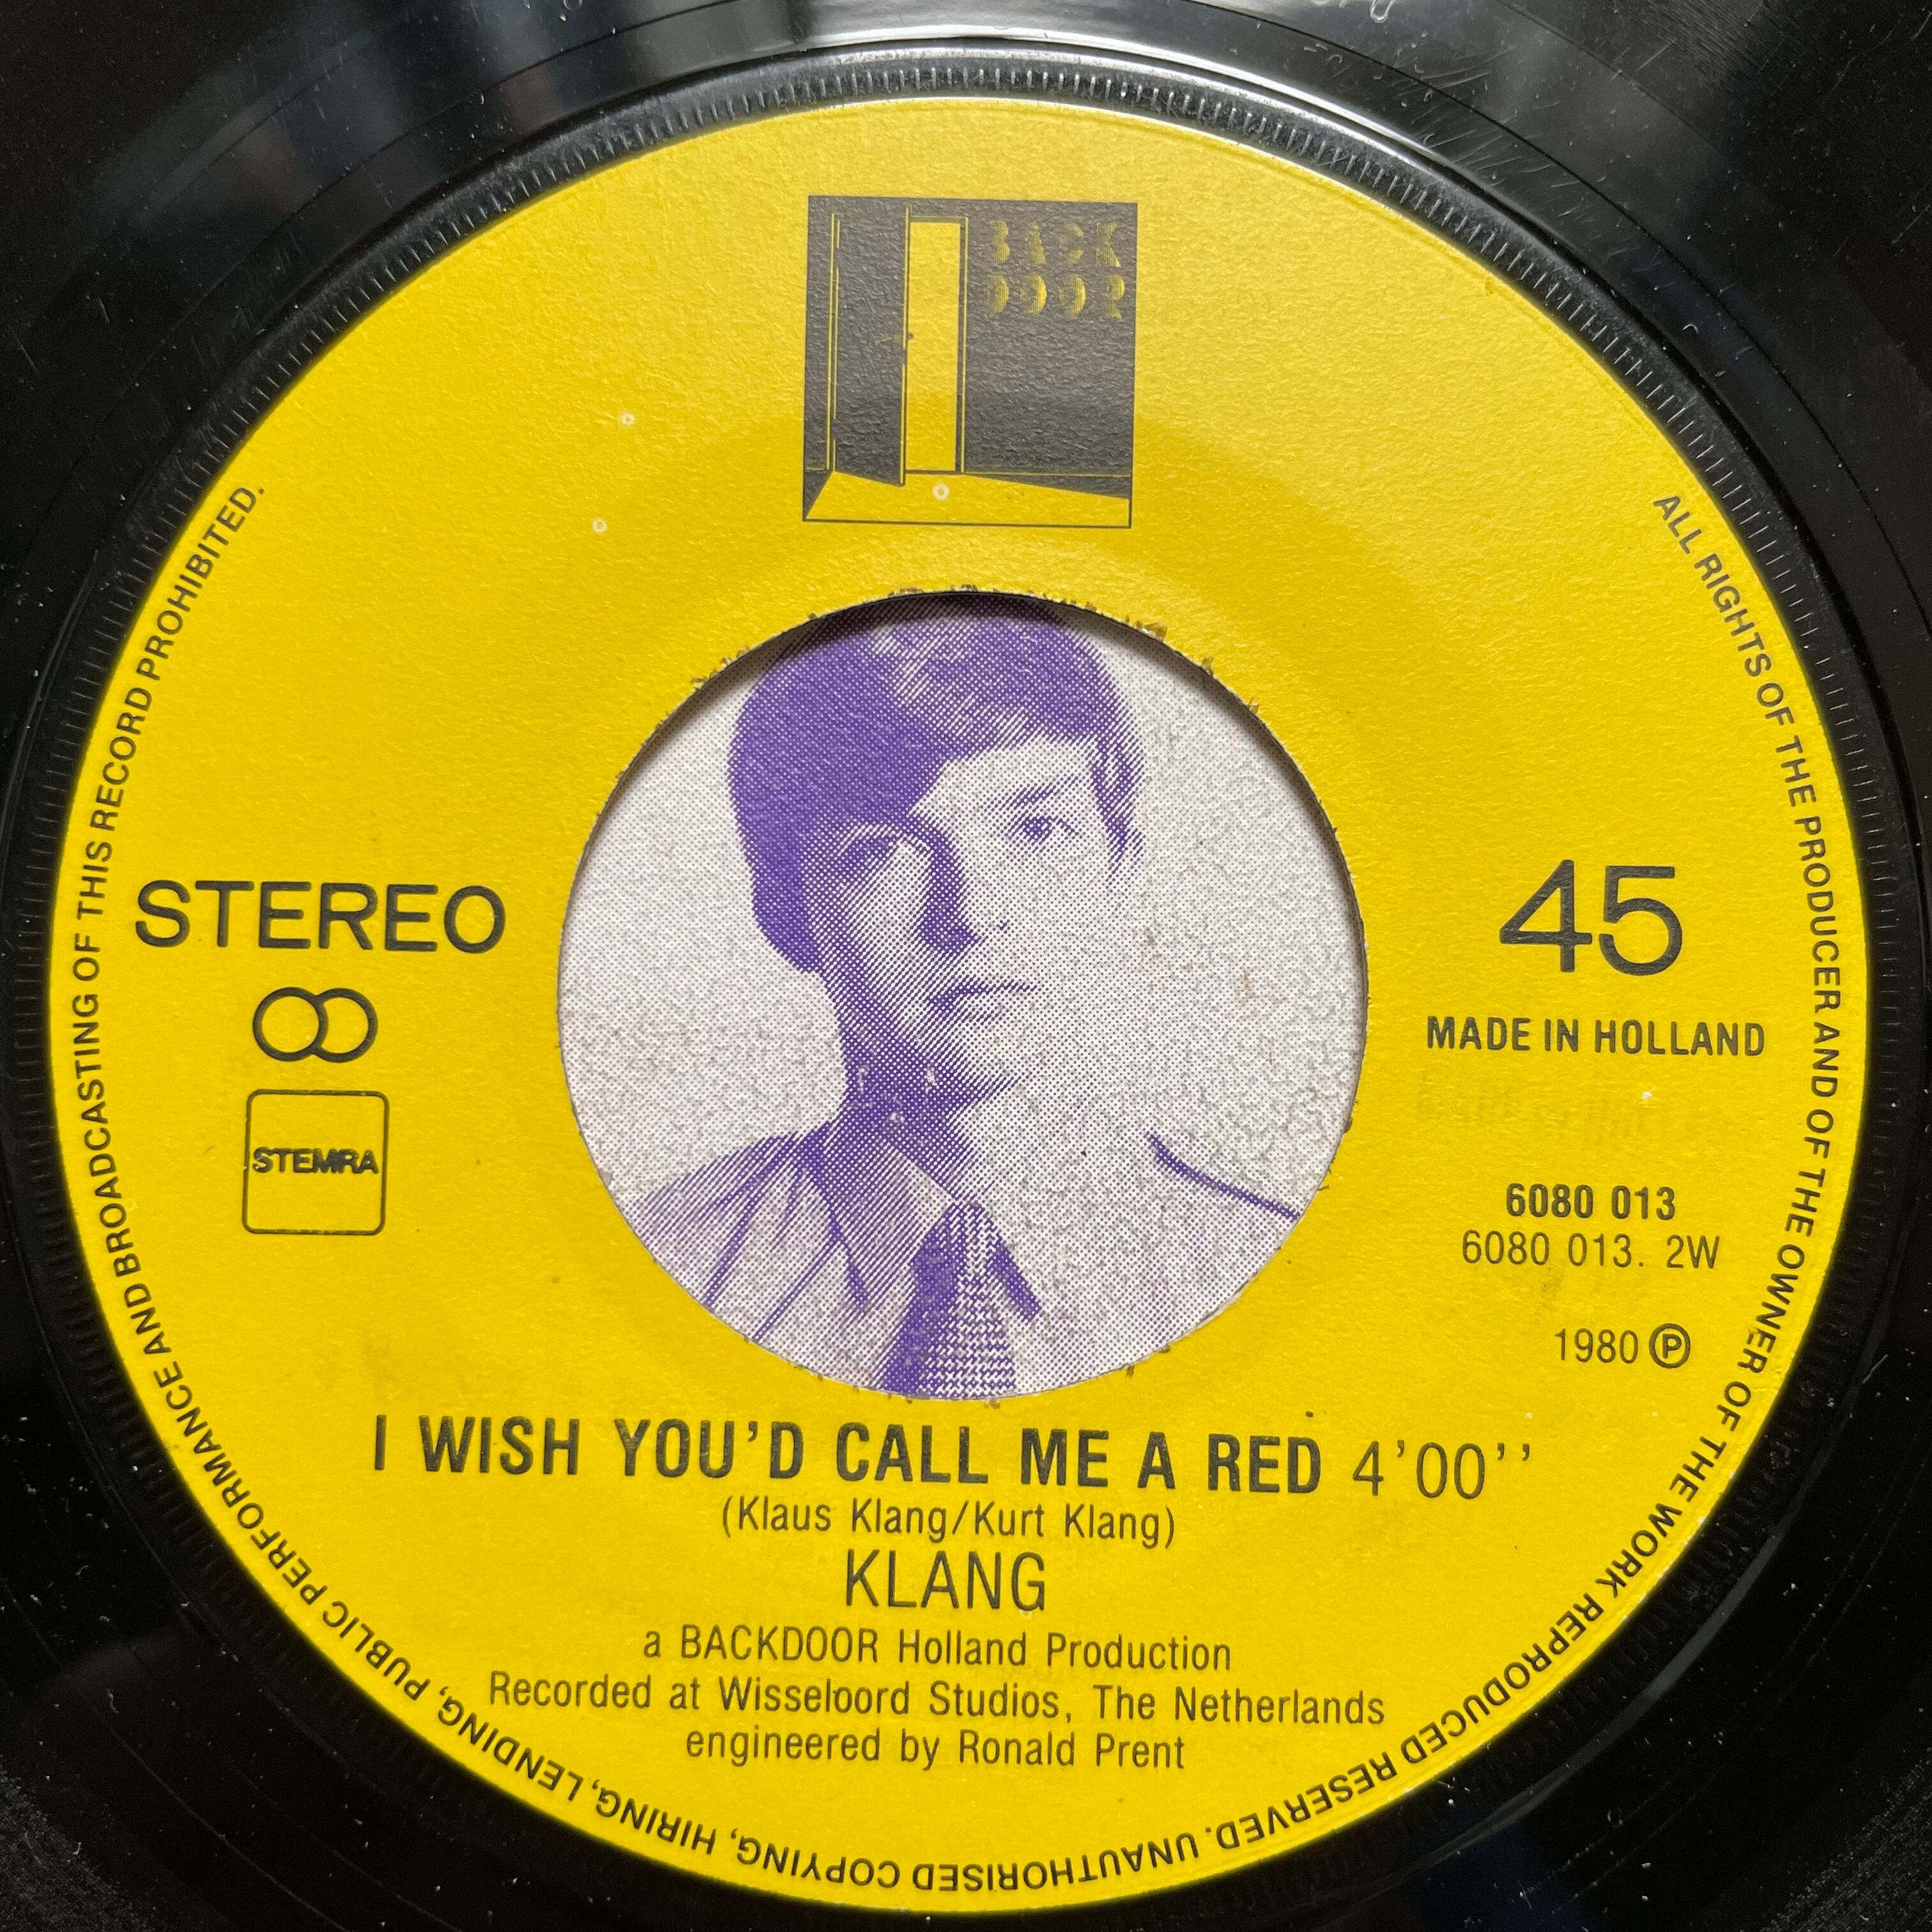 BACK
DOOR
STEREO
STEMRA
45
MADE IN HOLLAND
6080 013
6080 013. 2W
1980 Ⓟ
I WISH YOU'D CALL ME A RED 4'00''
(Klaus Klang/Kurt Klang)
KLANG
a BACKDOOR Holland Production
Recorded at Wisseloord Studios, The Netherlands
engineered by Ronald Prent
ALL RIGHTS OF THE PRODUCER AND OF THE OWNER OF THE WORK REPRODUCED RESERVED. UNAUTHORISED COPYING, HIRING, LENDING, PUBLIC PERFORMANCE AND BROADCASTING OF THIS RECORD PROHIBITED.